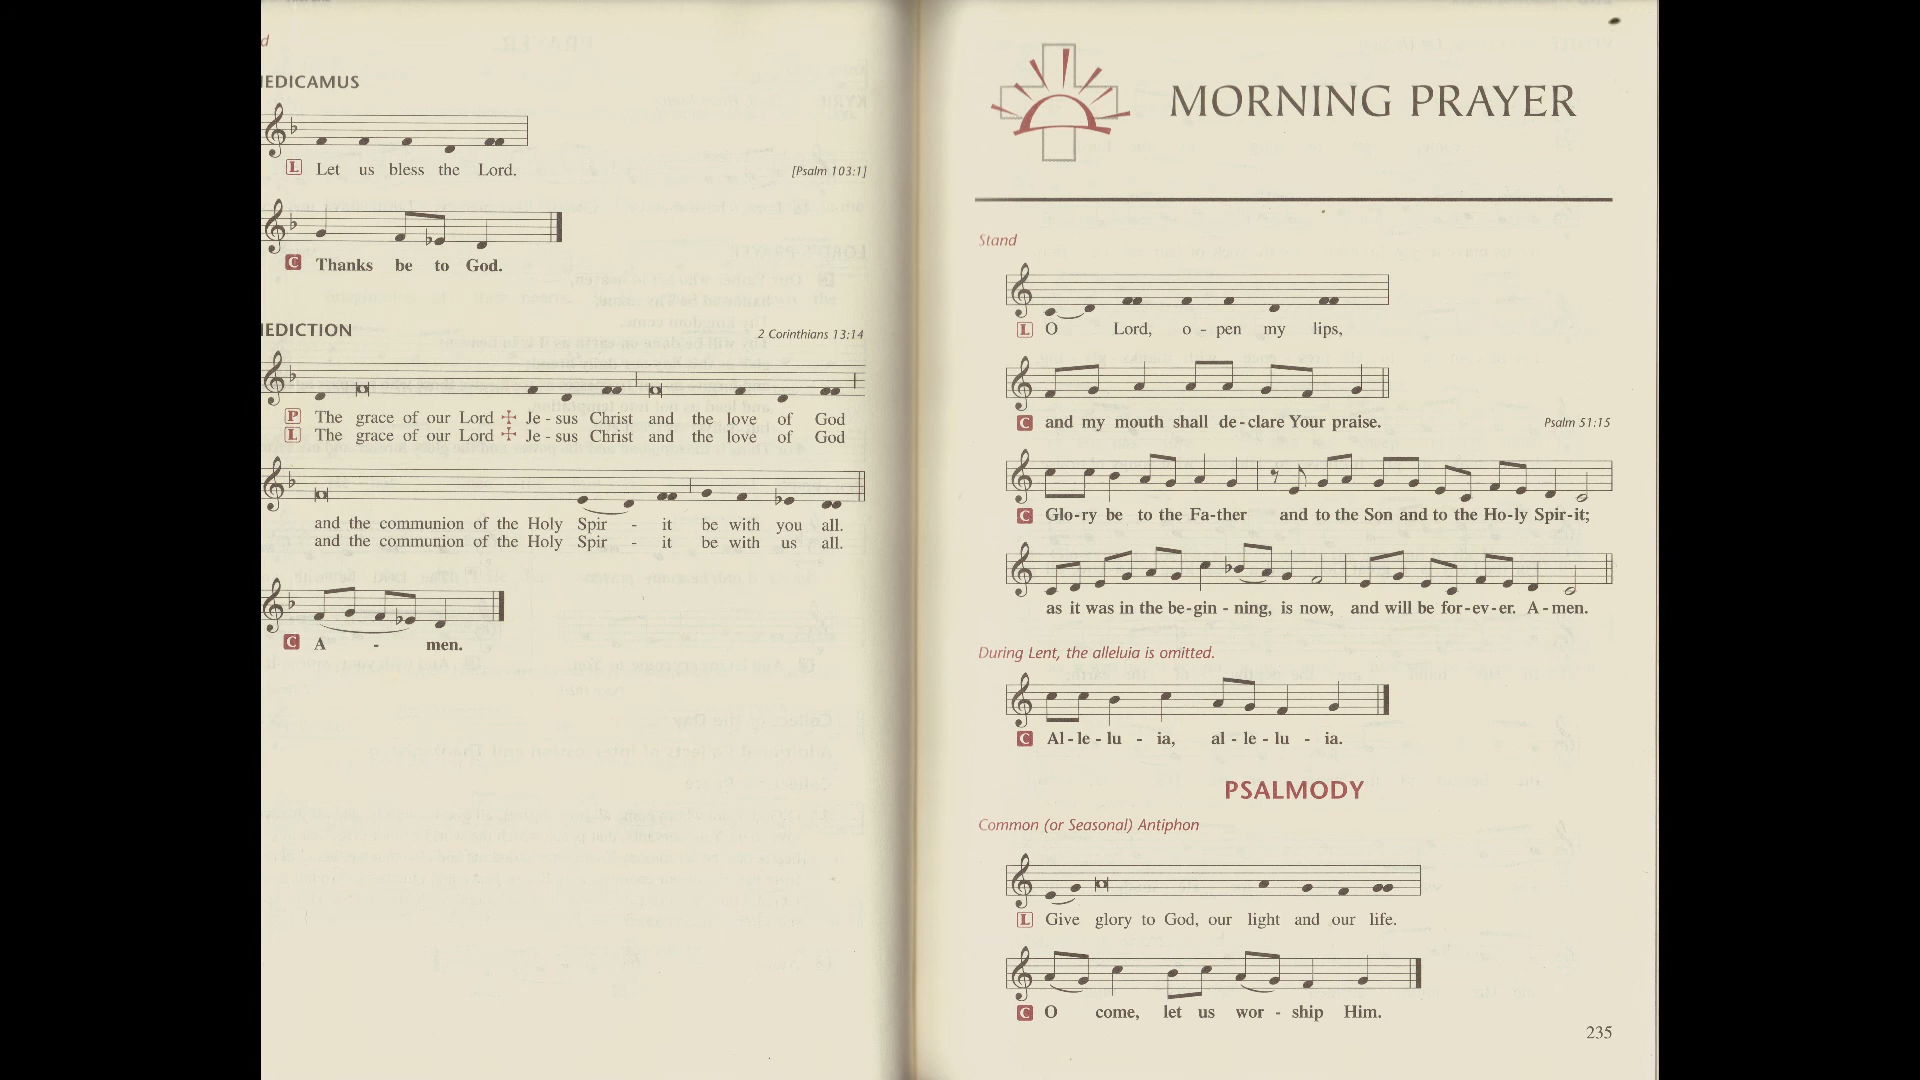 EDICAMUS
L Let us bless the Lord.
[Psalm 103:1]
C Thanks be to God.
EDICTION
2 Corinthians 13:14
P The grace of our Lord ☩ Je - sus Christ and the love of God
L The grace of our Lord ☩ Je - sus Christ and the love of God
and the communion of the Holy Spir - it be with you all.
and the communion of the Holy Spir - it be with us all.
C A - men.
MORNING PRAYER
Stand
L O Lord, o - pen my lips,
C and my mouth shall de - clare Your praise.
Psalm 51:15
C Glo - ry be to the Fa - ther and to the Son and to the Ho - ly Spir - it;
as it was in the be - gin - ning, is now, and will be for - ev - er. A - men.
During Lent, the alleluia is omitted.
C Al - le - lu - ia, al - le - lu - ia.
PSALMODY
Common (or Seasonal) Antiphon
L Give glory to God, our light and our life.
C O come, let us wor - ship Him.
235